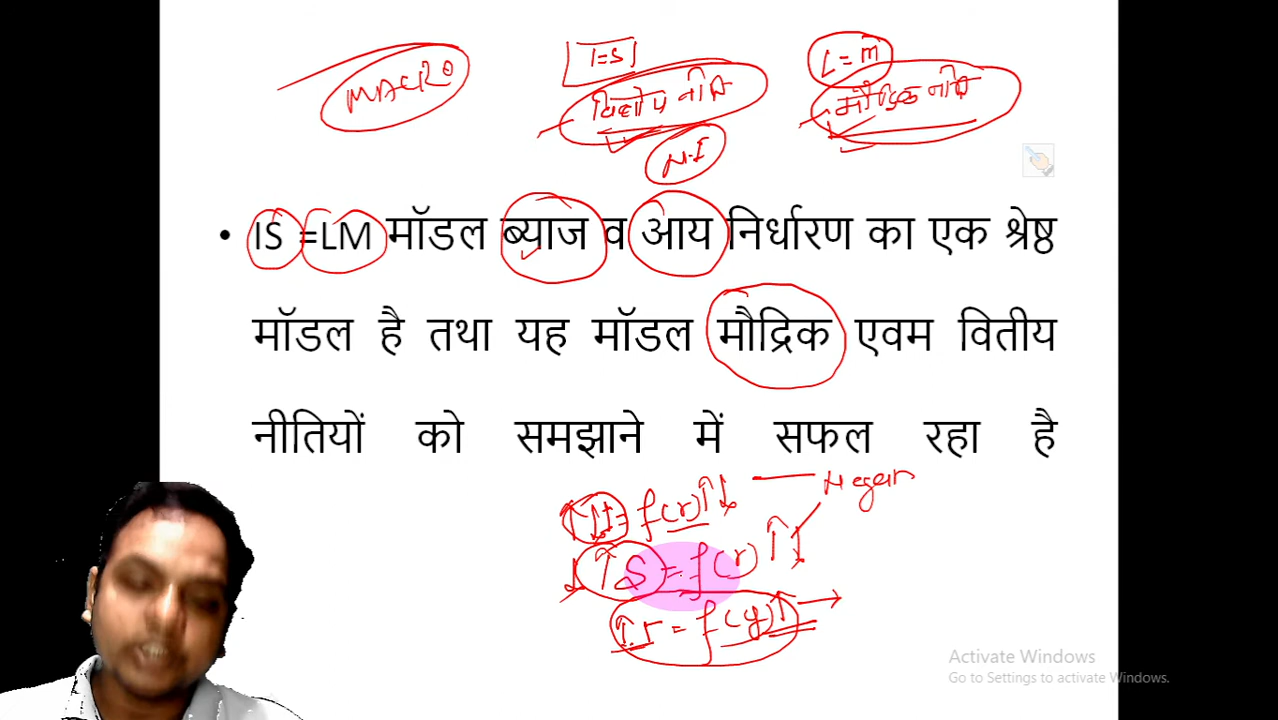 MACRO
I=S
L=m
वित्तीय नीति
मौद्रिक नीति
N.I
• IS =LM मॉडल ब्याज व आय निर्धारण का एक श्रेष्ठ
मॉडल है तथा यह मॉडल मौद्रिक एवम वितीय
नीतियों को समझाने में सफल रहा है
↑↓I = f(r)↑↓
↓↑S = f(r)↑↓
↑r = f(y)↑ →
Activate Windows
Go to Settings to activate Windows.